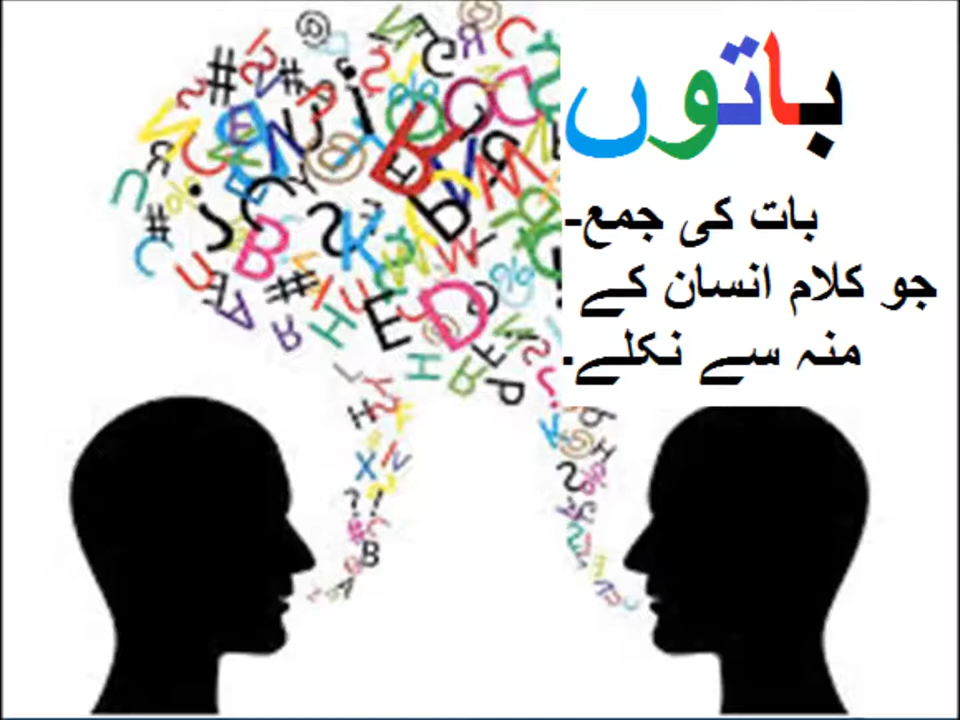 باتوں
بات کی جمع-
جو کلام انسان کے
منہ سے نکلے-